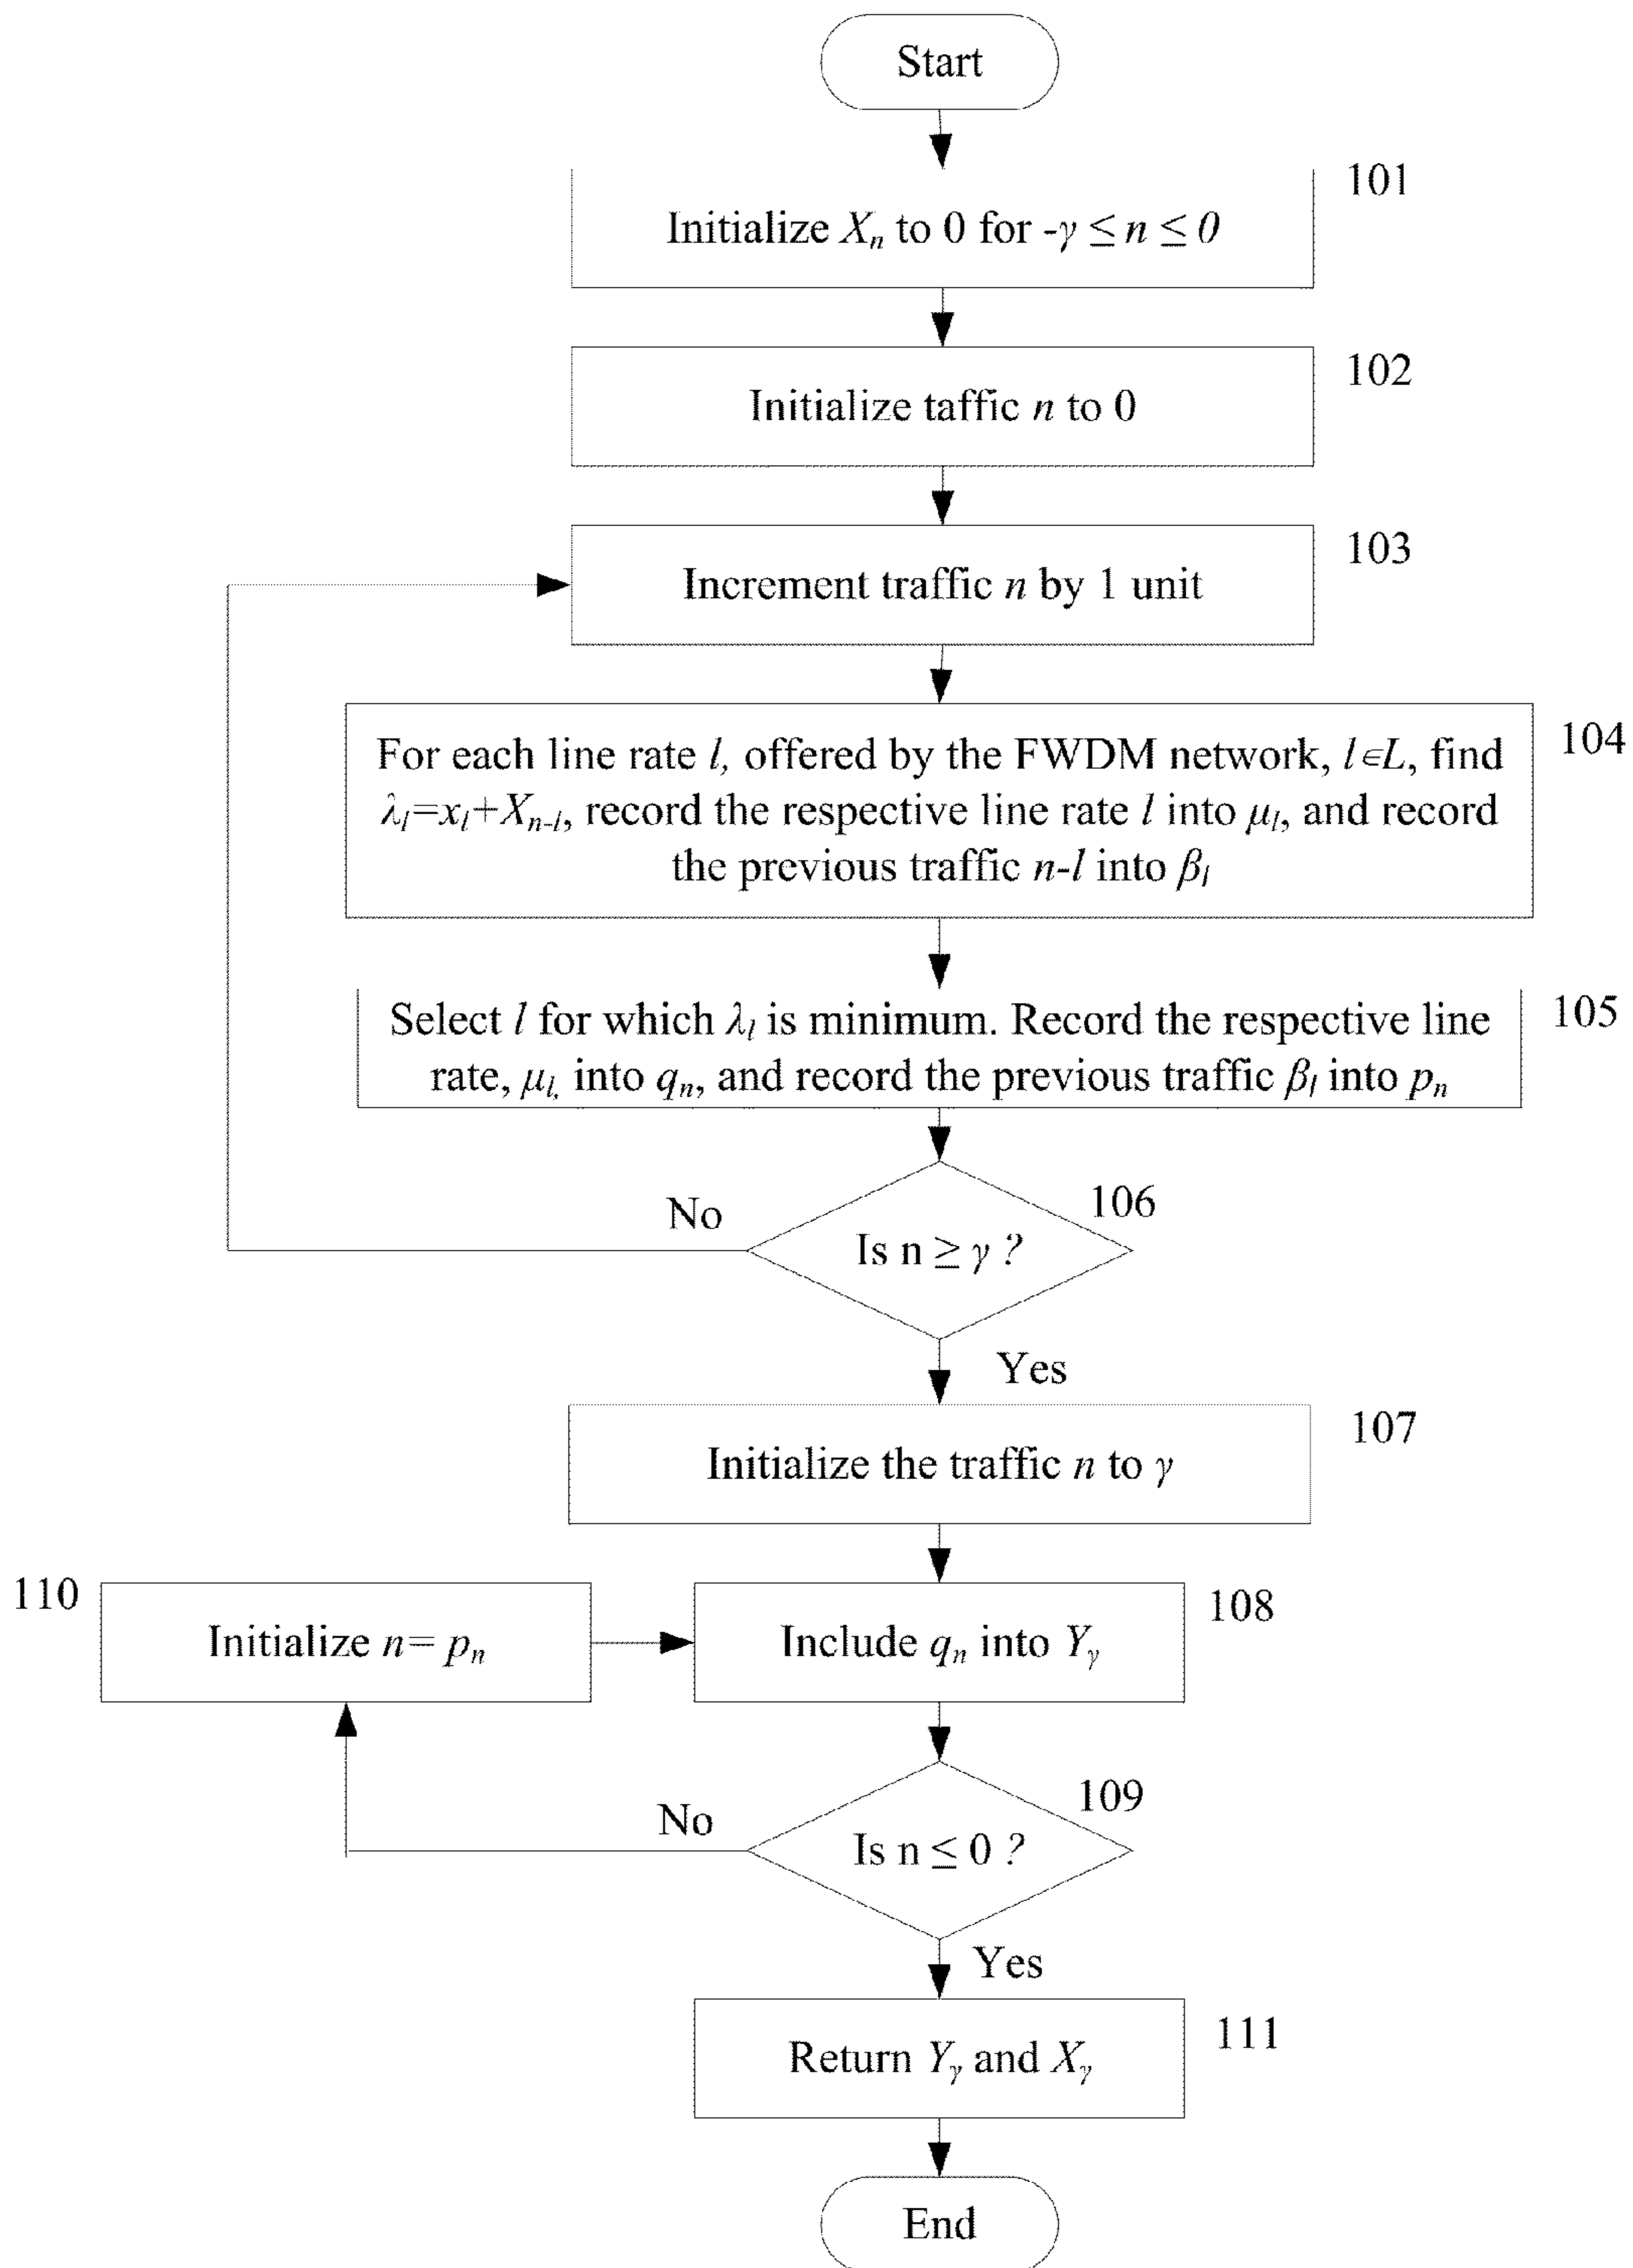 Start
101
Initialize Xn to 0 for -γ ≤ n ≤ 0
102
Initialize taffic n to 0
103
Increment traffic n by 1 unit
104
For each line rate l, offered by the FWDM network, l∈L, find
λl=xl+Xn-l, record the respective line rate l into μl, and record
the previous traffic n-l into βl
105
Select l for which λl is minimum. Record the respective line
rate, μl, into qn, and record the previous traffic βl into pn
106
No
Is n ≥ γ ?
Yes
107
Initialize the traffic n to γ
110
Initialize n= pn
108
Include qn into Yγ
109
No
Is n ≤ 0 ?
Yes
111
Return Yγ and Xγ
End